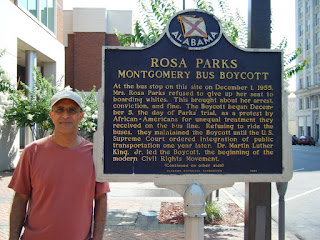 ALABAMA
ROSA PARKS
MONTGOMERY BUS BOYCOTT
At the bus stop on this site on December 1, 1955,
Mrs. Rosa Parks refused to give up her seat to
boarding whites. This brought about her arrest,
conviction, and fine. The Boycott began Decem-
ber 5, the day of Parks' trial, as a protest by
African-Americans for unequal treatment they
received on the bus line. Refusing to ride the
buses, they maintained the Boycott until the U.S.
Supreme Court ordered integration of public
transportation one year later. Dr. Martin Luther
King, Jr. led the Boycott, the beginning of the
modern Civil Rights Movement.
(Continued on other side)